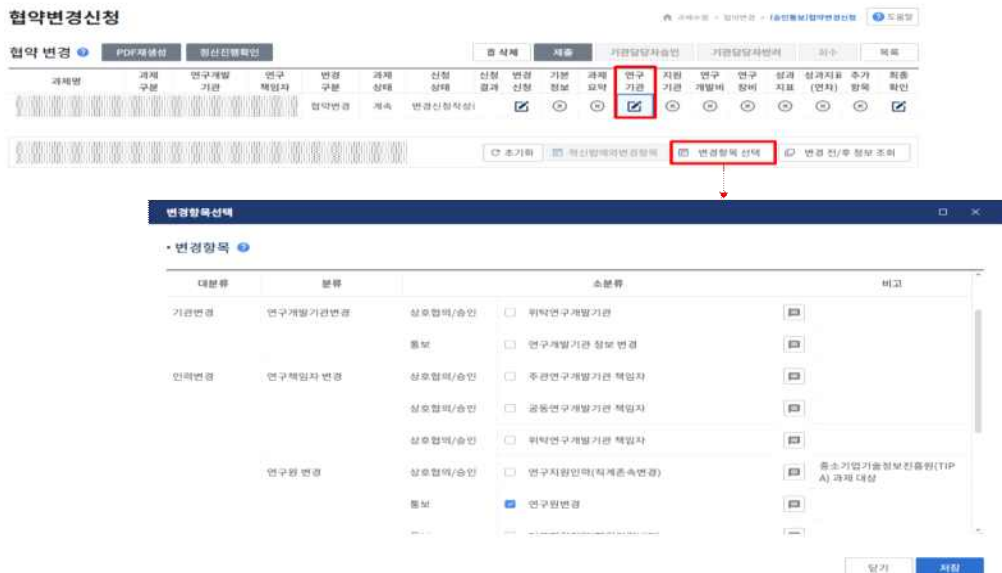 협약변경신청
과제수행 > 협약변경 > (승인통보)협약변경신청 도움말
협약 변경 PDF재생성 정산진행확인 삭제 제출 기관담당자승인 기관담당자반려 회수 목록
과제명 과제 구분 연구개발 기관 연구 책임자 변경 구분 과제 상태 신청 상태 신청 결과 변경 신청 기본 정보 과제 요약 연구 기관 지원 기관 연구 개발비 연구 장비 성과 지표 성과지표 (연차) 추가 항목 최종 확인
협약변경 계속 변경신청작성
초기화 변경항목 선택 변경 전/후 정보 조회
변경항목선택
• 변경항목
대분류 분류 소분류 비고
기관변경 연구개발기관변경 상호협의/승인 위탁연구개발기관
통보 연구개발기관 정보 변경
인력변경 연구책임자 변경 상호협의/승인 주관연구개발기관 책임자
상호협의/승인 공동연구개발기관 책임자
상호협의/승인 위탁연구개발기관 책임자
연구원 변경 상호협의/승인 연구지원인력(직계존속변경) 중소기업기술정보진흥원(TIPA) 과제 대상
통보 연구원변경
닫기 저장